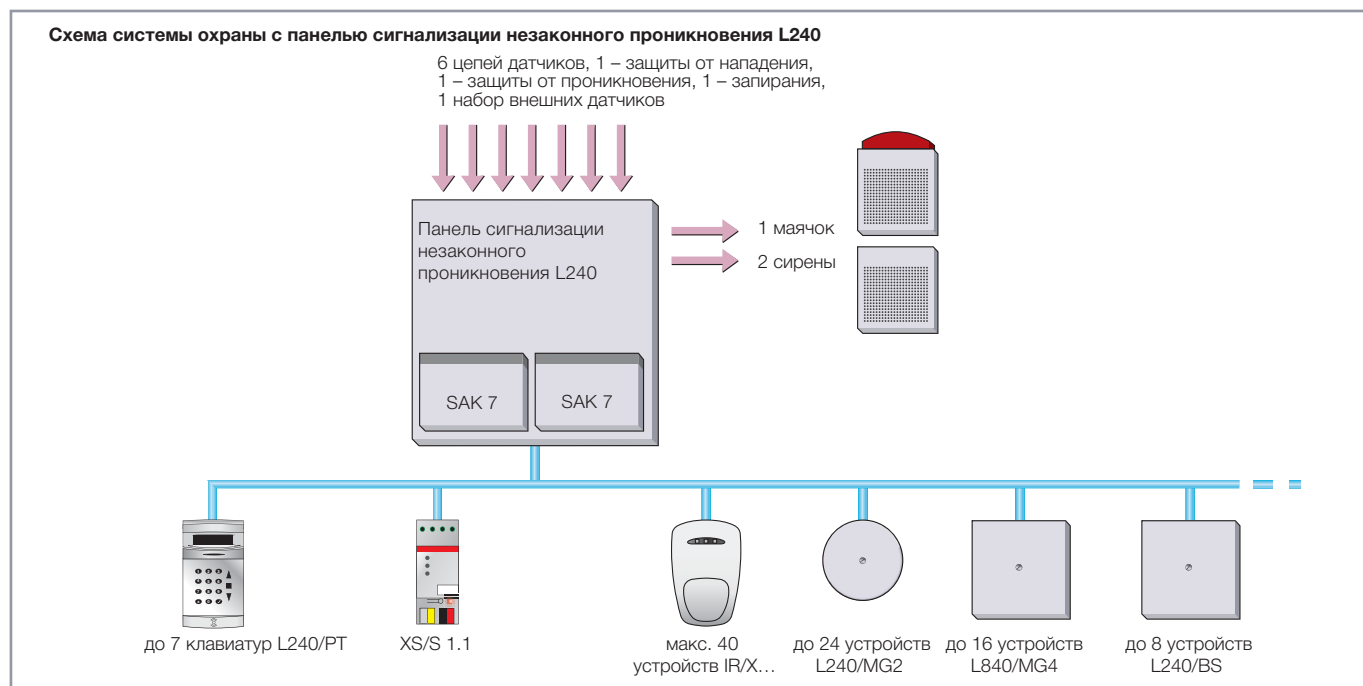 Схема системы охраны с панелью сигнализации незаконного проникновения L240
6 цепей датчиков, 1 – защиты от нападения,
1 – защиты от проникновения, 1 – запирания,
1 набор внешних датчиков
Панель сигнализации
незаконного
проникновения L240
1 маячок
2 сирены
SAK 7
SAK 7
до 7 клавиатур L240/PT
XS/S 1.1
макс. 40
устройств IR/X...
до 24 устройств
L240/MG2
до 16 устройств
L840/MG4
до 8 устройств
L240/BS